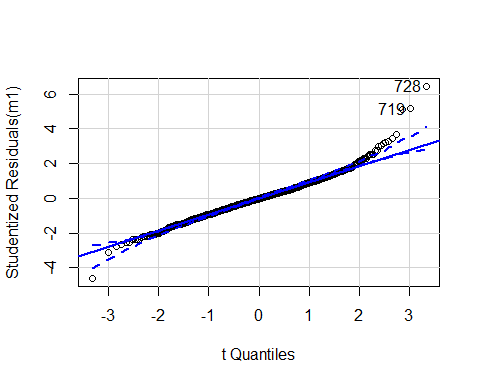 728
719
Studentized Residuals(m1)
6
4
2
0
-2
-4
-3 -2 -1 0 1 2 3
t Quantiles